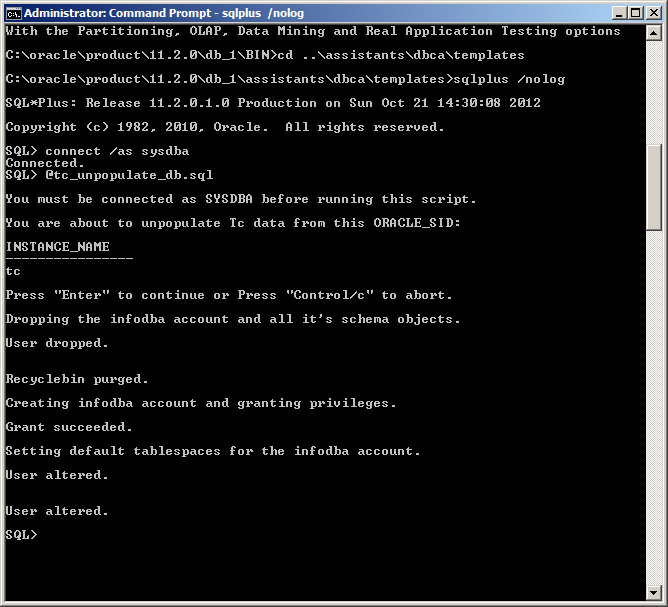 Administrator: Command Prompt - sqlplus /nolog
With the Partitioning, OLAP, Data Mining and Real Application Testing options
C:\oracle\product\11.2.0\db_1\BIN>cd ..\assistants\dbca\templates
C:\oracle\product\11.2.0\db_1\assistants\dbca\templates>sqlplus /nolog
SQL*Plus: Release 11.2.0.1.0 Production on Sun Oct 21 14:30:08 2012
Copyright (c) 1982, 2010, Oracle.  All rights reserved.
SQL> connect /as sysdba
Connected.
SQL> @tc_unpopulate_db.sql
You must be connected as SYSDBA before running this script.
You are about to unpopulate Tc data from this ORACLE_SID:
INSTANCE_NAME
----------------
tc
Press "Enter" to continue or Press "Control/c" to abort.
Dropping the infodba account and all it's schema objects.
User dropped.
Recyclebin purged.
Creating infodba account and granting privileges.
Grant succeeded.
Setting default tablespaces for the infodba account.
User altered.
User altered.
SQL>